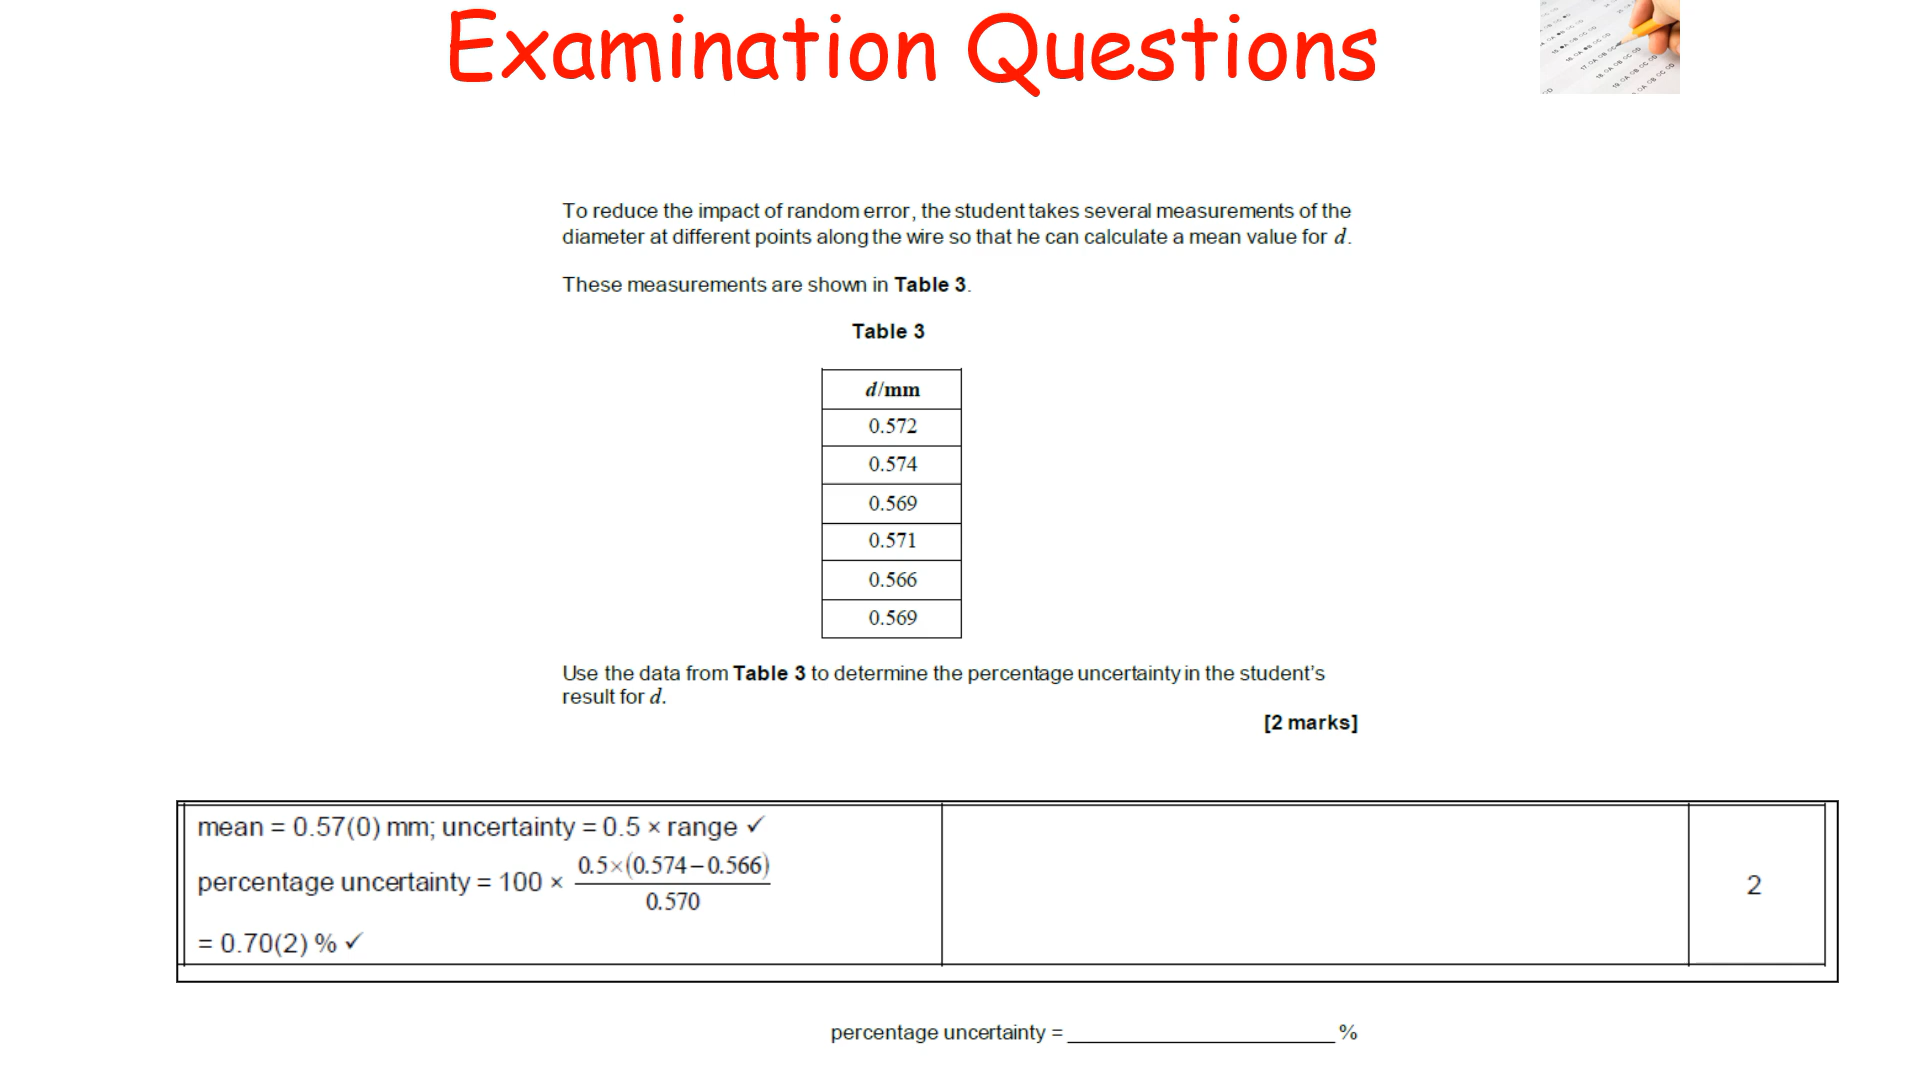 Examination Questions
To reduce the impact of random error, the student takes several measurements of the
diameter at different points along the wire so that he can calculate a mean value for d.
These measurements are shown in Table 3.
Table 3
d/mm
0.572
0.574
0.569
0.571
0.566
0.569
Use the data from Table 3 to determine the percentage uncertainty in the student's
result for d.
[2 marks]
mean = 0.57(0) mm; uncertainty = 0.5 × range ✓
percentage uncertainty = 100 × 0.5×(0.574−0.566)
0.570
= 0.70(2) % ✓
2
percentage uncertainty = ____________________ %